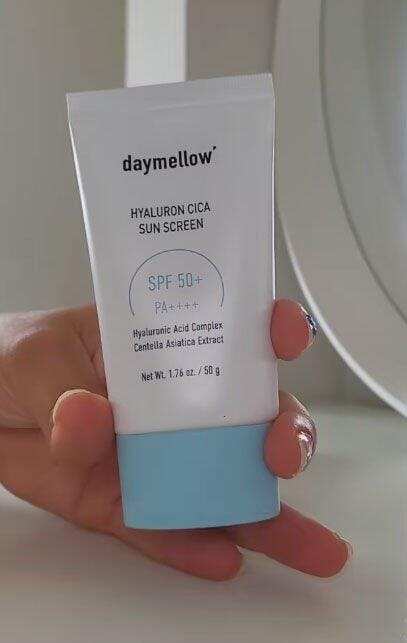 daymellow'
HYALURON CICA
SUN SCREEN
SPF 50+
PA++++
Hyaluronic Acid Complex
Centella Asiatica Extract
Net Wt. 1.76 oz. / 50 g